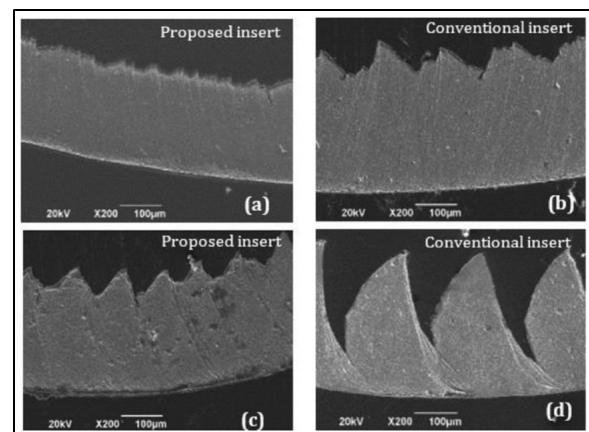 Proposed insert
20kV X200 100µm (a)
Conventional insert
20kV X200 100µm (b)
Proposed insert
20kV X200 100µm (c)
Conventional insert
20kV X200 100µm (d)